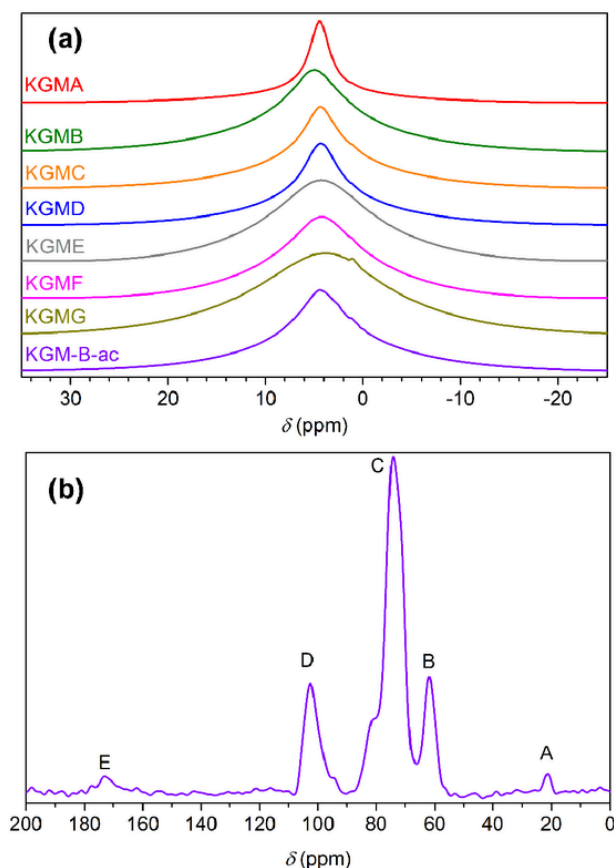 (a)
KGMA
KGMB
KGMC
KGMD
KGME
KGMF
KGMG
KGM-B-ac
30 20 10 0 -10 -20
δ (ppm)
(b)
C
D
B
E
A
200 180 160 140 120 100 80 60 40 20 0
δ (ppm)